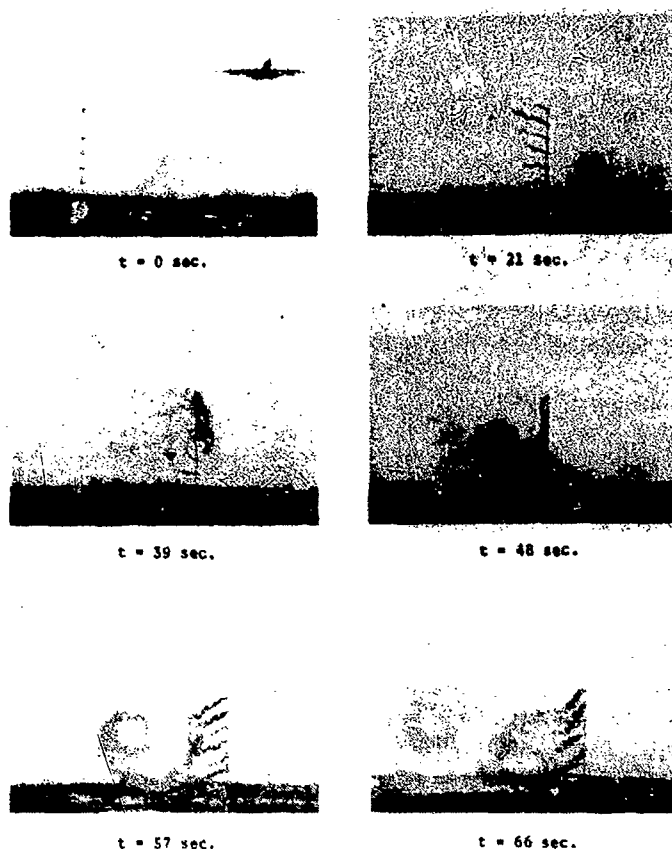 t = 0 sec.
t = 21 sec.
t = 39 sec.
t = 48 sec.
t = 57 sec.
t = 66 sec.